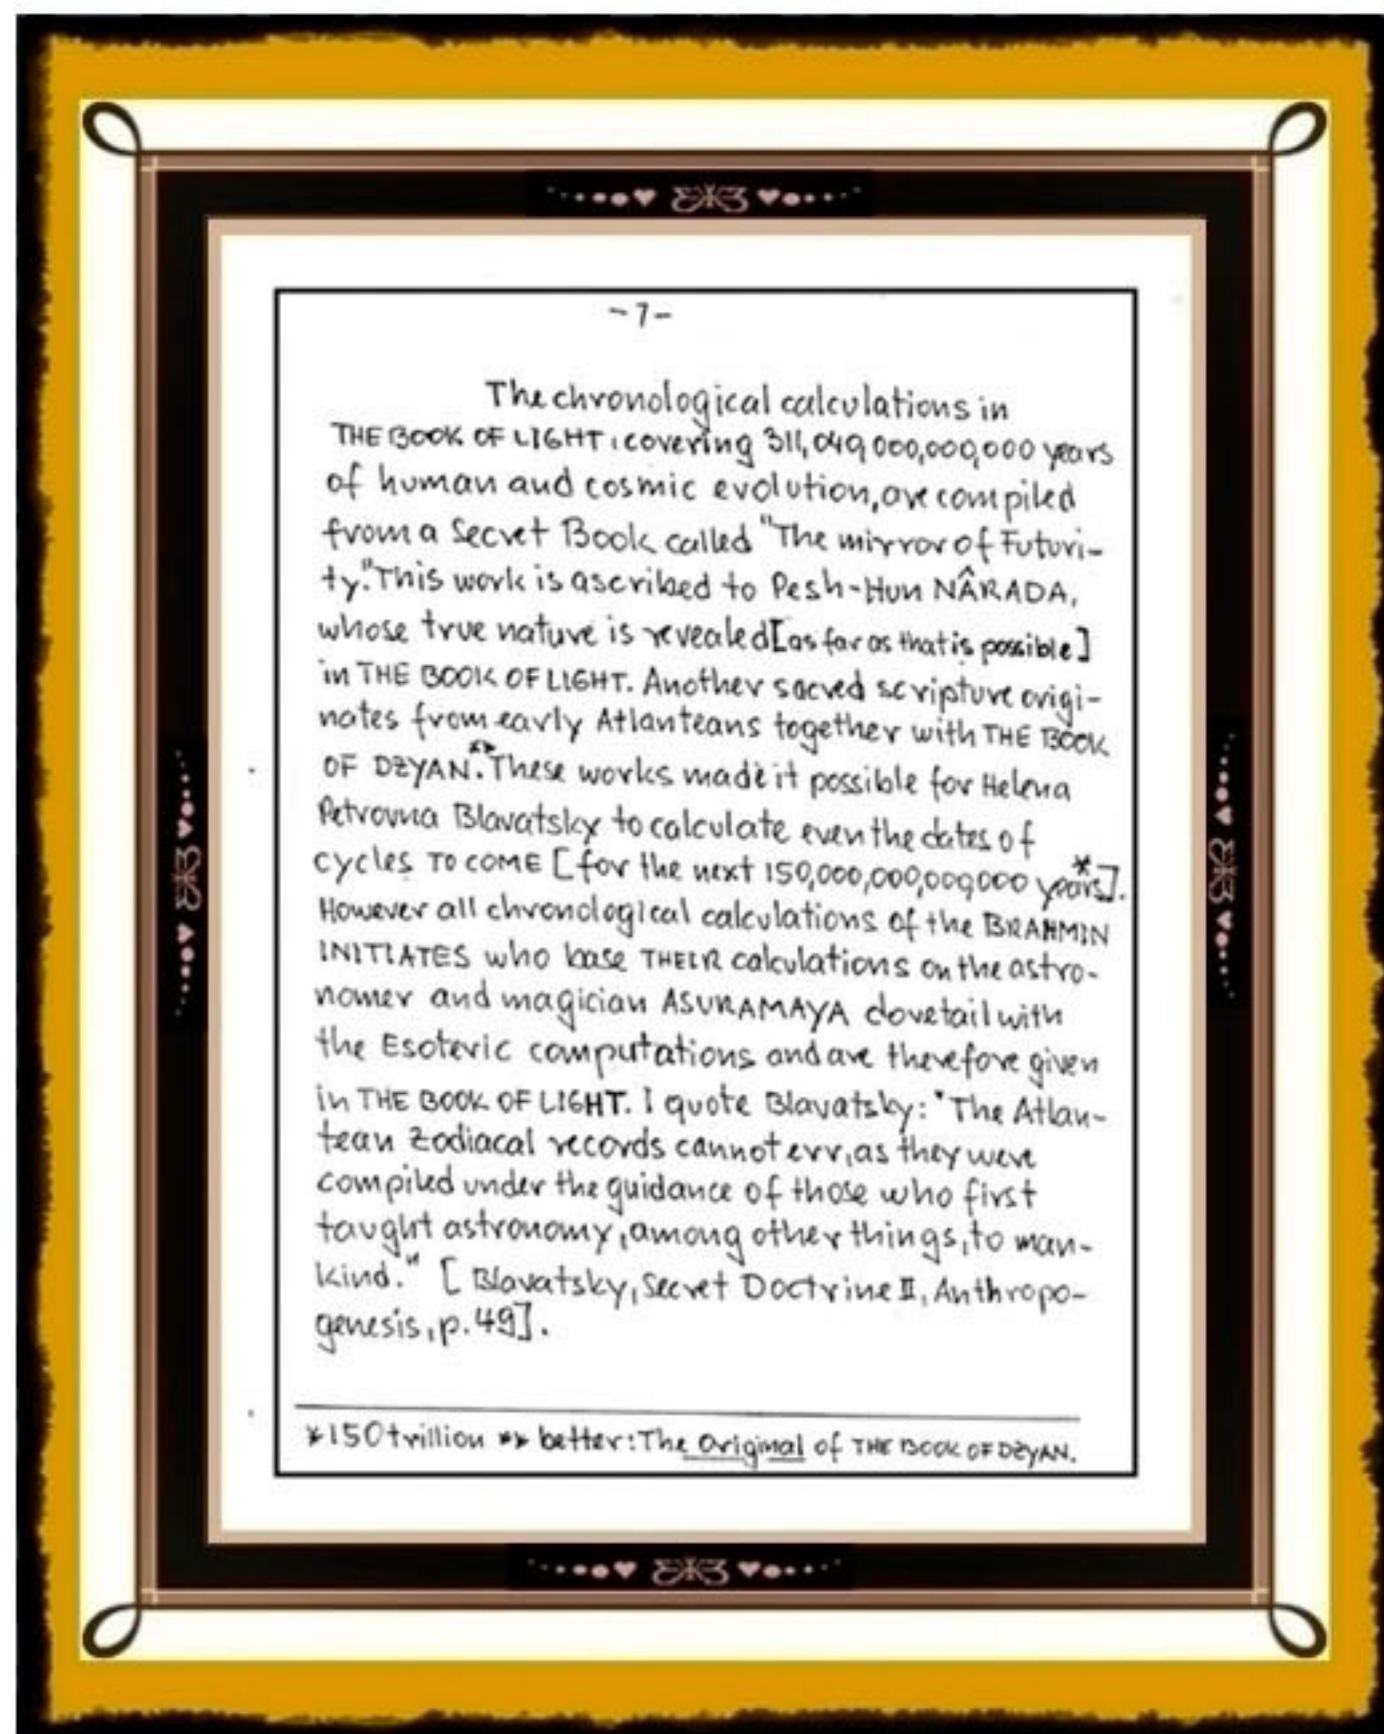 -7-
The chronological calculations in
THE BOOK OF LIGHT, covering 311,049,000,000,000 years
of human and cosmic evolution, are compiled
from a Secret Book called "The mirror of Futuri-
ty." This work is ascribed to Pesh-Hun NÂRADA,
whose true nature is revealed [as far as that is possible]
in THE BOOK OF LIGHT. Another sacred scripture origi-
nates from early Atlanteans together with THE BOOK
OF DZYAN.** These works made it possible for Helena
Petrovna Blavatsky to calculate even the dates of
cycles TO COME [for the next 150,000,000,000,000 years*].
However all chronological calculations of the BRAHMIN
INITIATES who base THEIR calculations on the astro-
nomer and magician ASURAMAYA dovetail with
the Esoteric computations and are therefore given
in THE BOOK OF LIGHT. I quote Blavatsky: "The Atlan-
tean Zodiacal records cannot err, as they were
compiled under the guidance of those who first
taught astronomy, among other things, to man-
kind." [Blavatsky, Secret Doctrine II, Anthropo-
genesis, p. 49].
*150 trillion ** better: The Original of THE BOOK OF DZYAN.